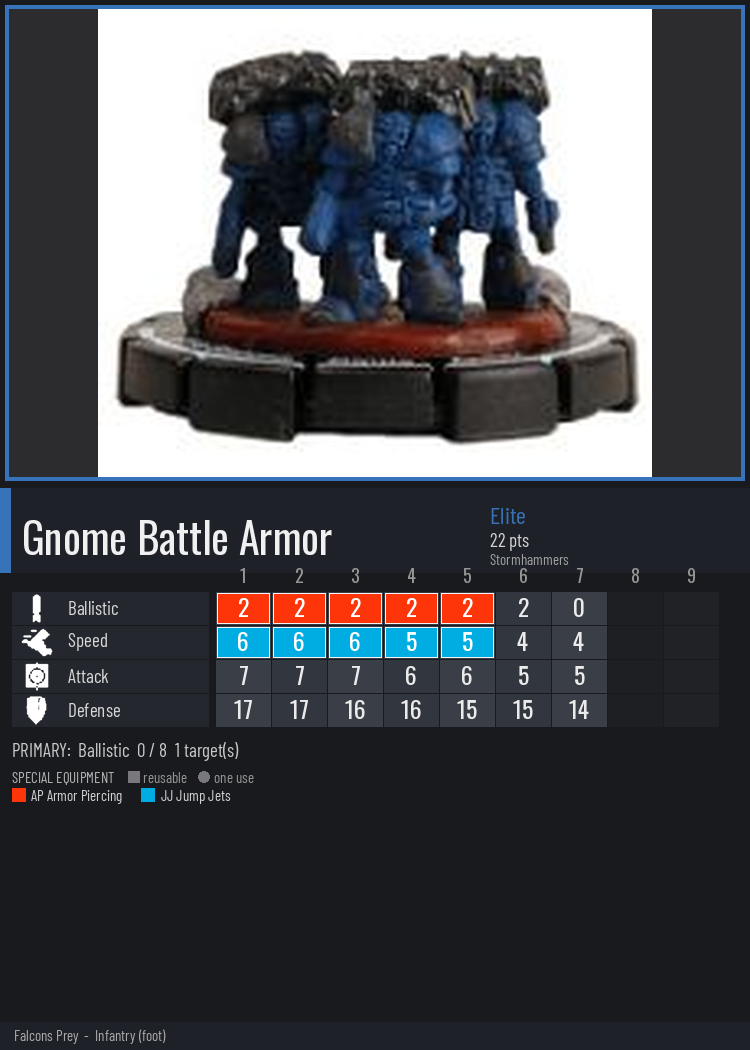 Gnome Battle Armor
Elite
22 pts
Stormhammers
1 2 3 4 5 6 7 8 9
Ballistic 2 2 2 2 2 2 0
Speed 6 6 6 5 5 4 4
Attack 7 7 7 6 6 5 5
Defense 17 17 16 16 15 15 14
PRIMARY: Ballistic 0 / 8 1 target(s)
SPECIAL EQUIPMENT reusable one use
AP Armor Piercing JJ Jump Jets
Falcons Prey - Infantry (foot)